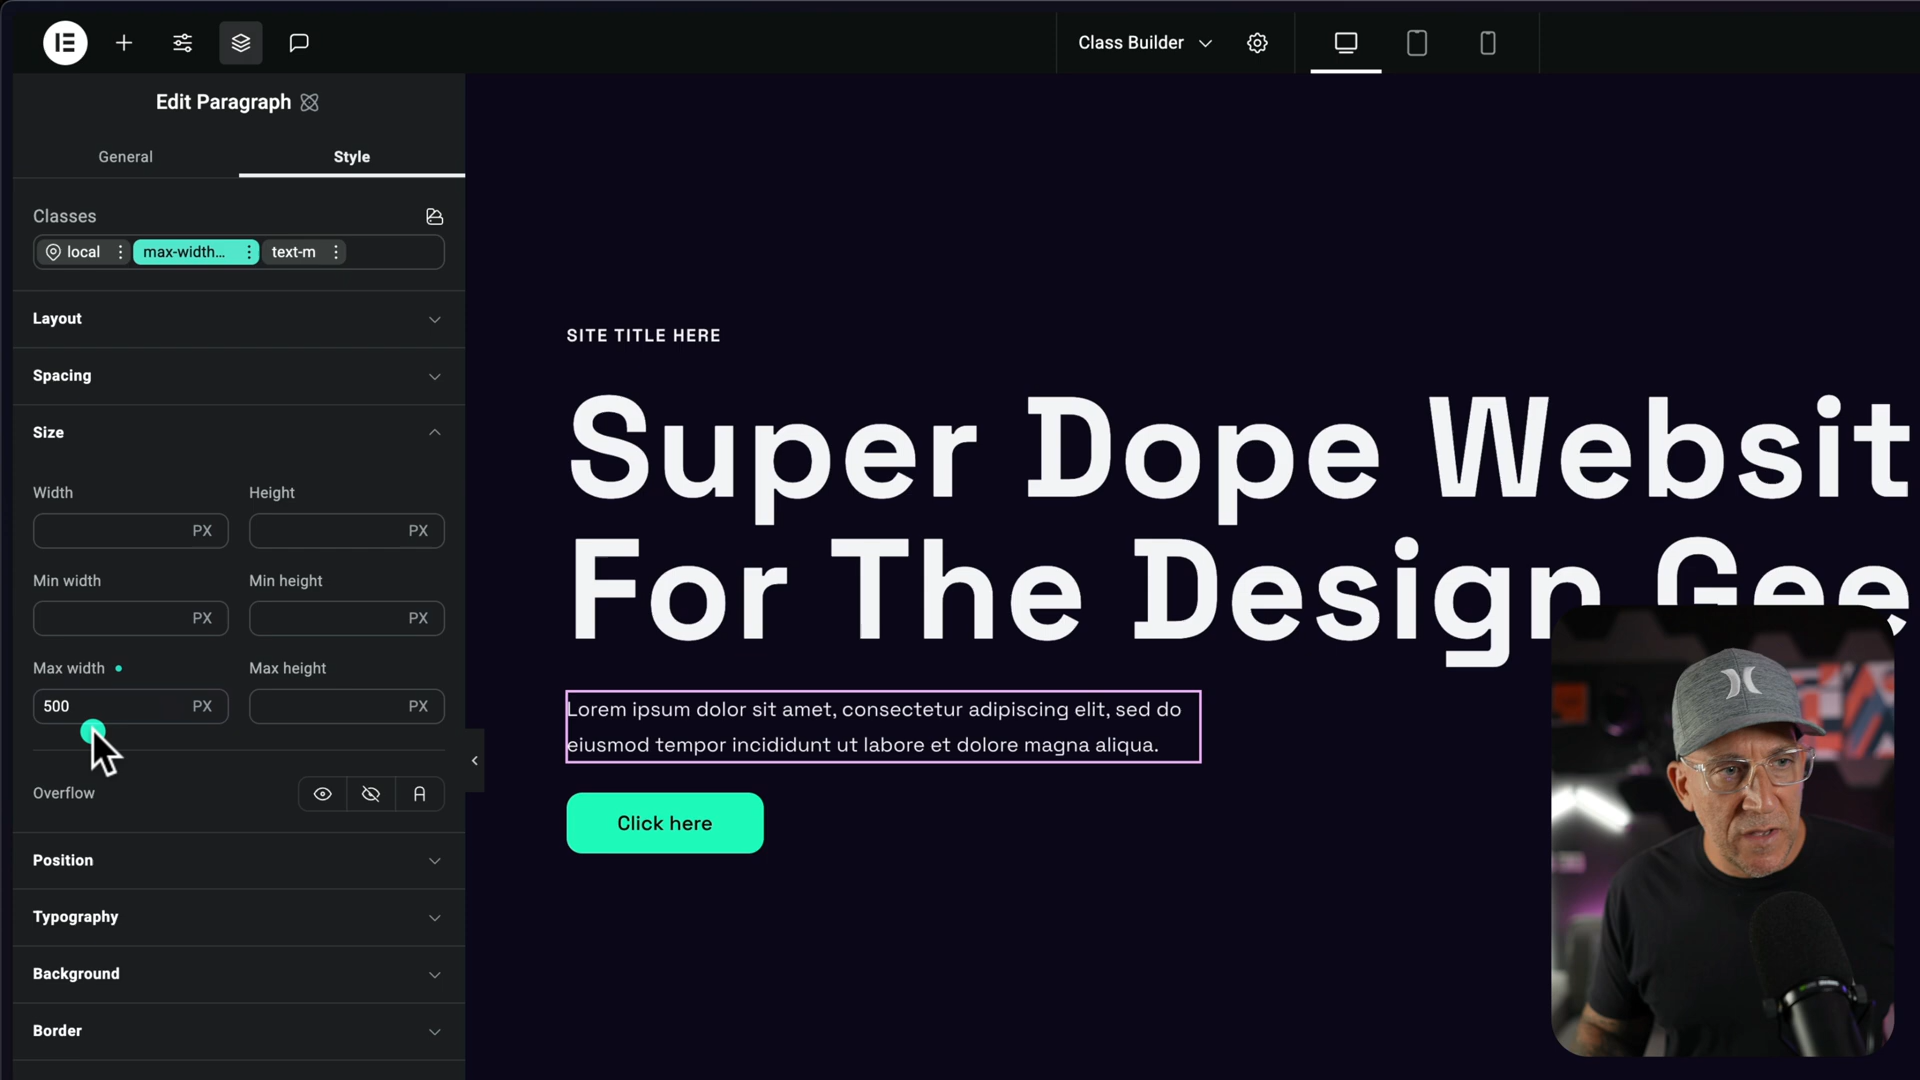 Class Builder
Edit Paragraph
General
Style
Classes
local
max-width...
text-m
Layout
Spacing
Size
Width
Height
PX
PX
Min width
Min height
PX
PX
Max width
Max height
500 PX
PX
Overflow
Position
Typography
Background
Border
SITE TITLE HERE
Super Dope Websit
For The Design Gee
Lorem ipsum dolor sit amet, consectetur adipiscing elit, sed do
eiusmod tempor incididunt ut labore et dolore magna aliqua.
Click here